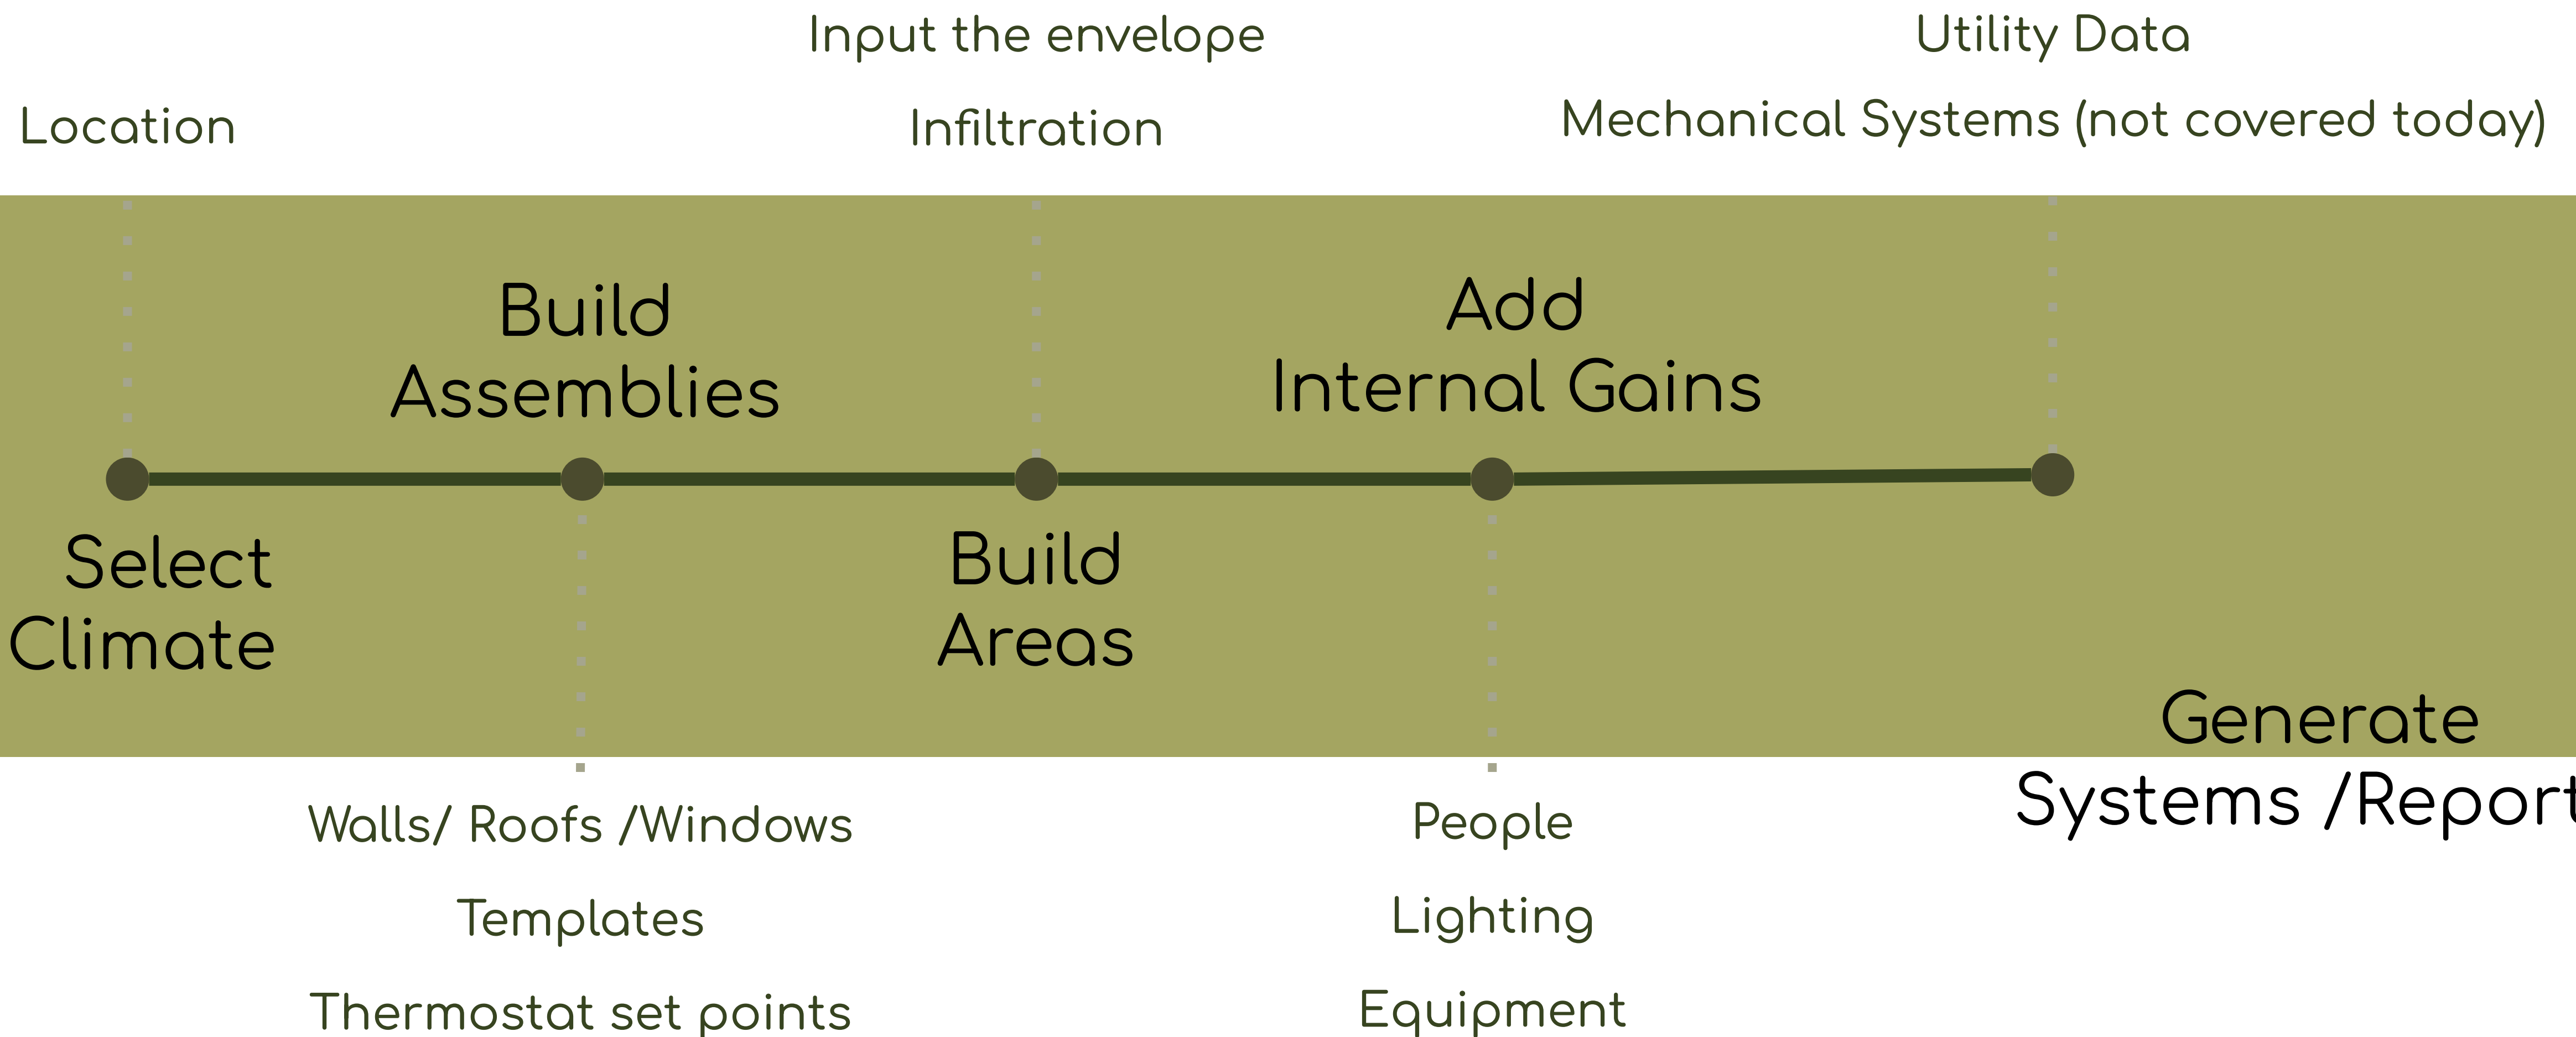 Location
Input the envelope
Infiltration
Utility Data
Mechanical Systems (not covered today)
Select
Climate
Build
Assemblies
Build
Areas
Add
Internal Gains
Generate
Systems /Report
Walls/ Roofs /Windows
Templates
Thermostat set points
People
Lighting
Equipment